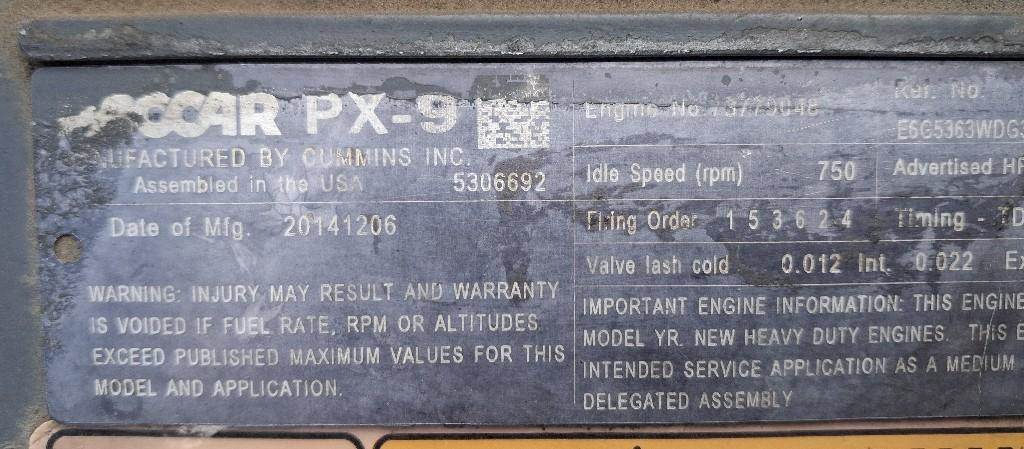 PACCAR PX-9
MANUFACTURED BY CUMMINS INC.
Assembled in the USA 5306692
Date of Mfg. 20141206
WARNING: INJURY MAY RESULT AND WARRANTY
IS VOIDED IF FUEL RATE, RPM OR ALTITUDES
EXCEED PUBLISHED MAXIMUM VALUES FOR THIS
MODEL AND APPLICATION.
Engine No Ref. No
E6G5363WDG
Idle Speed (rpm) 750 Advertised HP
Firing Order 1 5 3 6 2 4 Timing - TD
Valve lash cold 0.012 Int. 0.022 Ex
IMPORTANT ENGINE INFORMATION: THIS ENGINE
MODEL YR. NEW HEAVY DUTY ENGINES. THIS E
INTENDED SERVICE APPLICATION AS A MEDIUM
DELEGATED ASSEMBLY